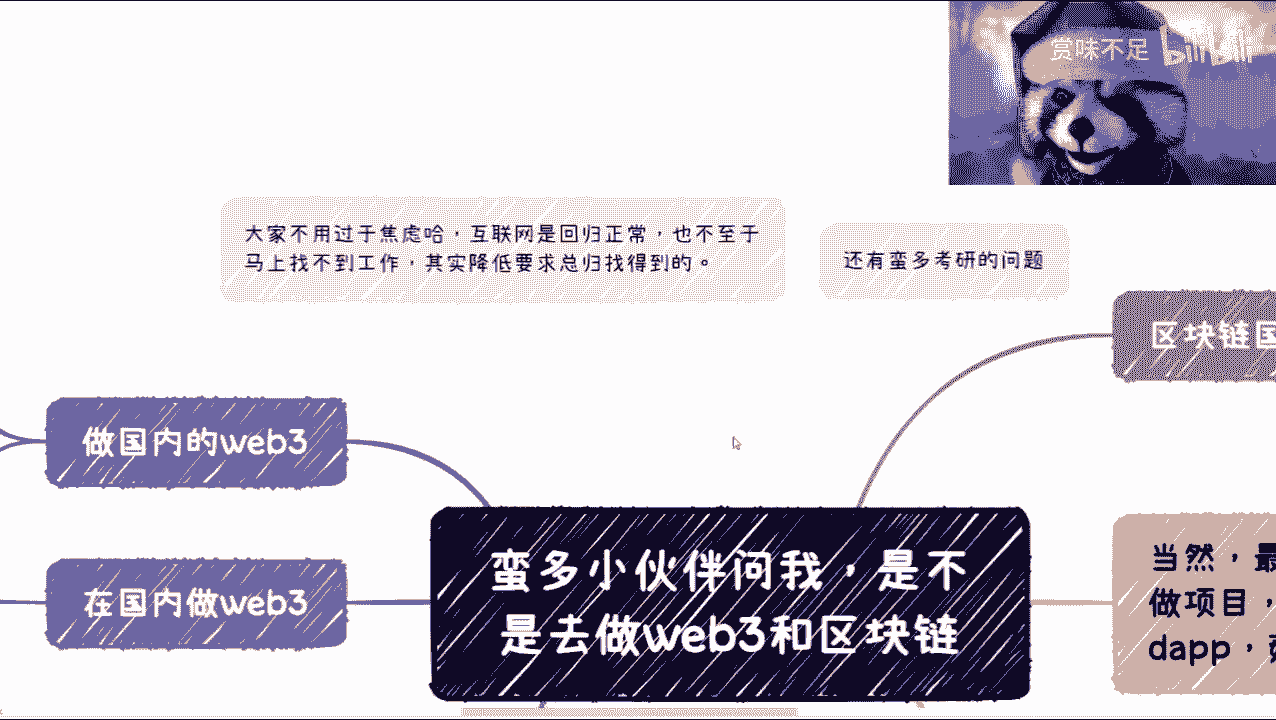 赏味不足 bilibili
大家不用过于焦虑哈，互联网是回归正常，也不至于
马上找不到工作，其实降低要求总归找得到的。
还有蛮多考研的问题
区块链国
做国内的web3
蛮多小伙伴问我，是不
是去做web3和区块链
在国内做web3
当然，最
做项目，
dapp，